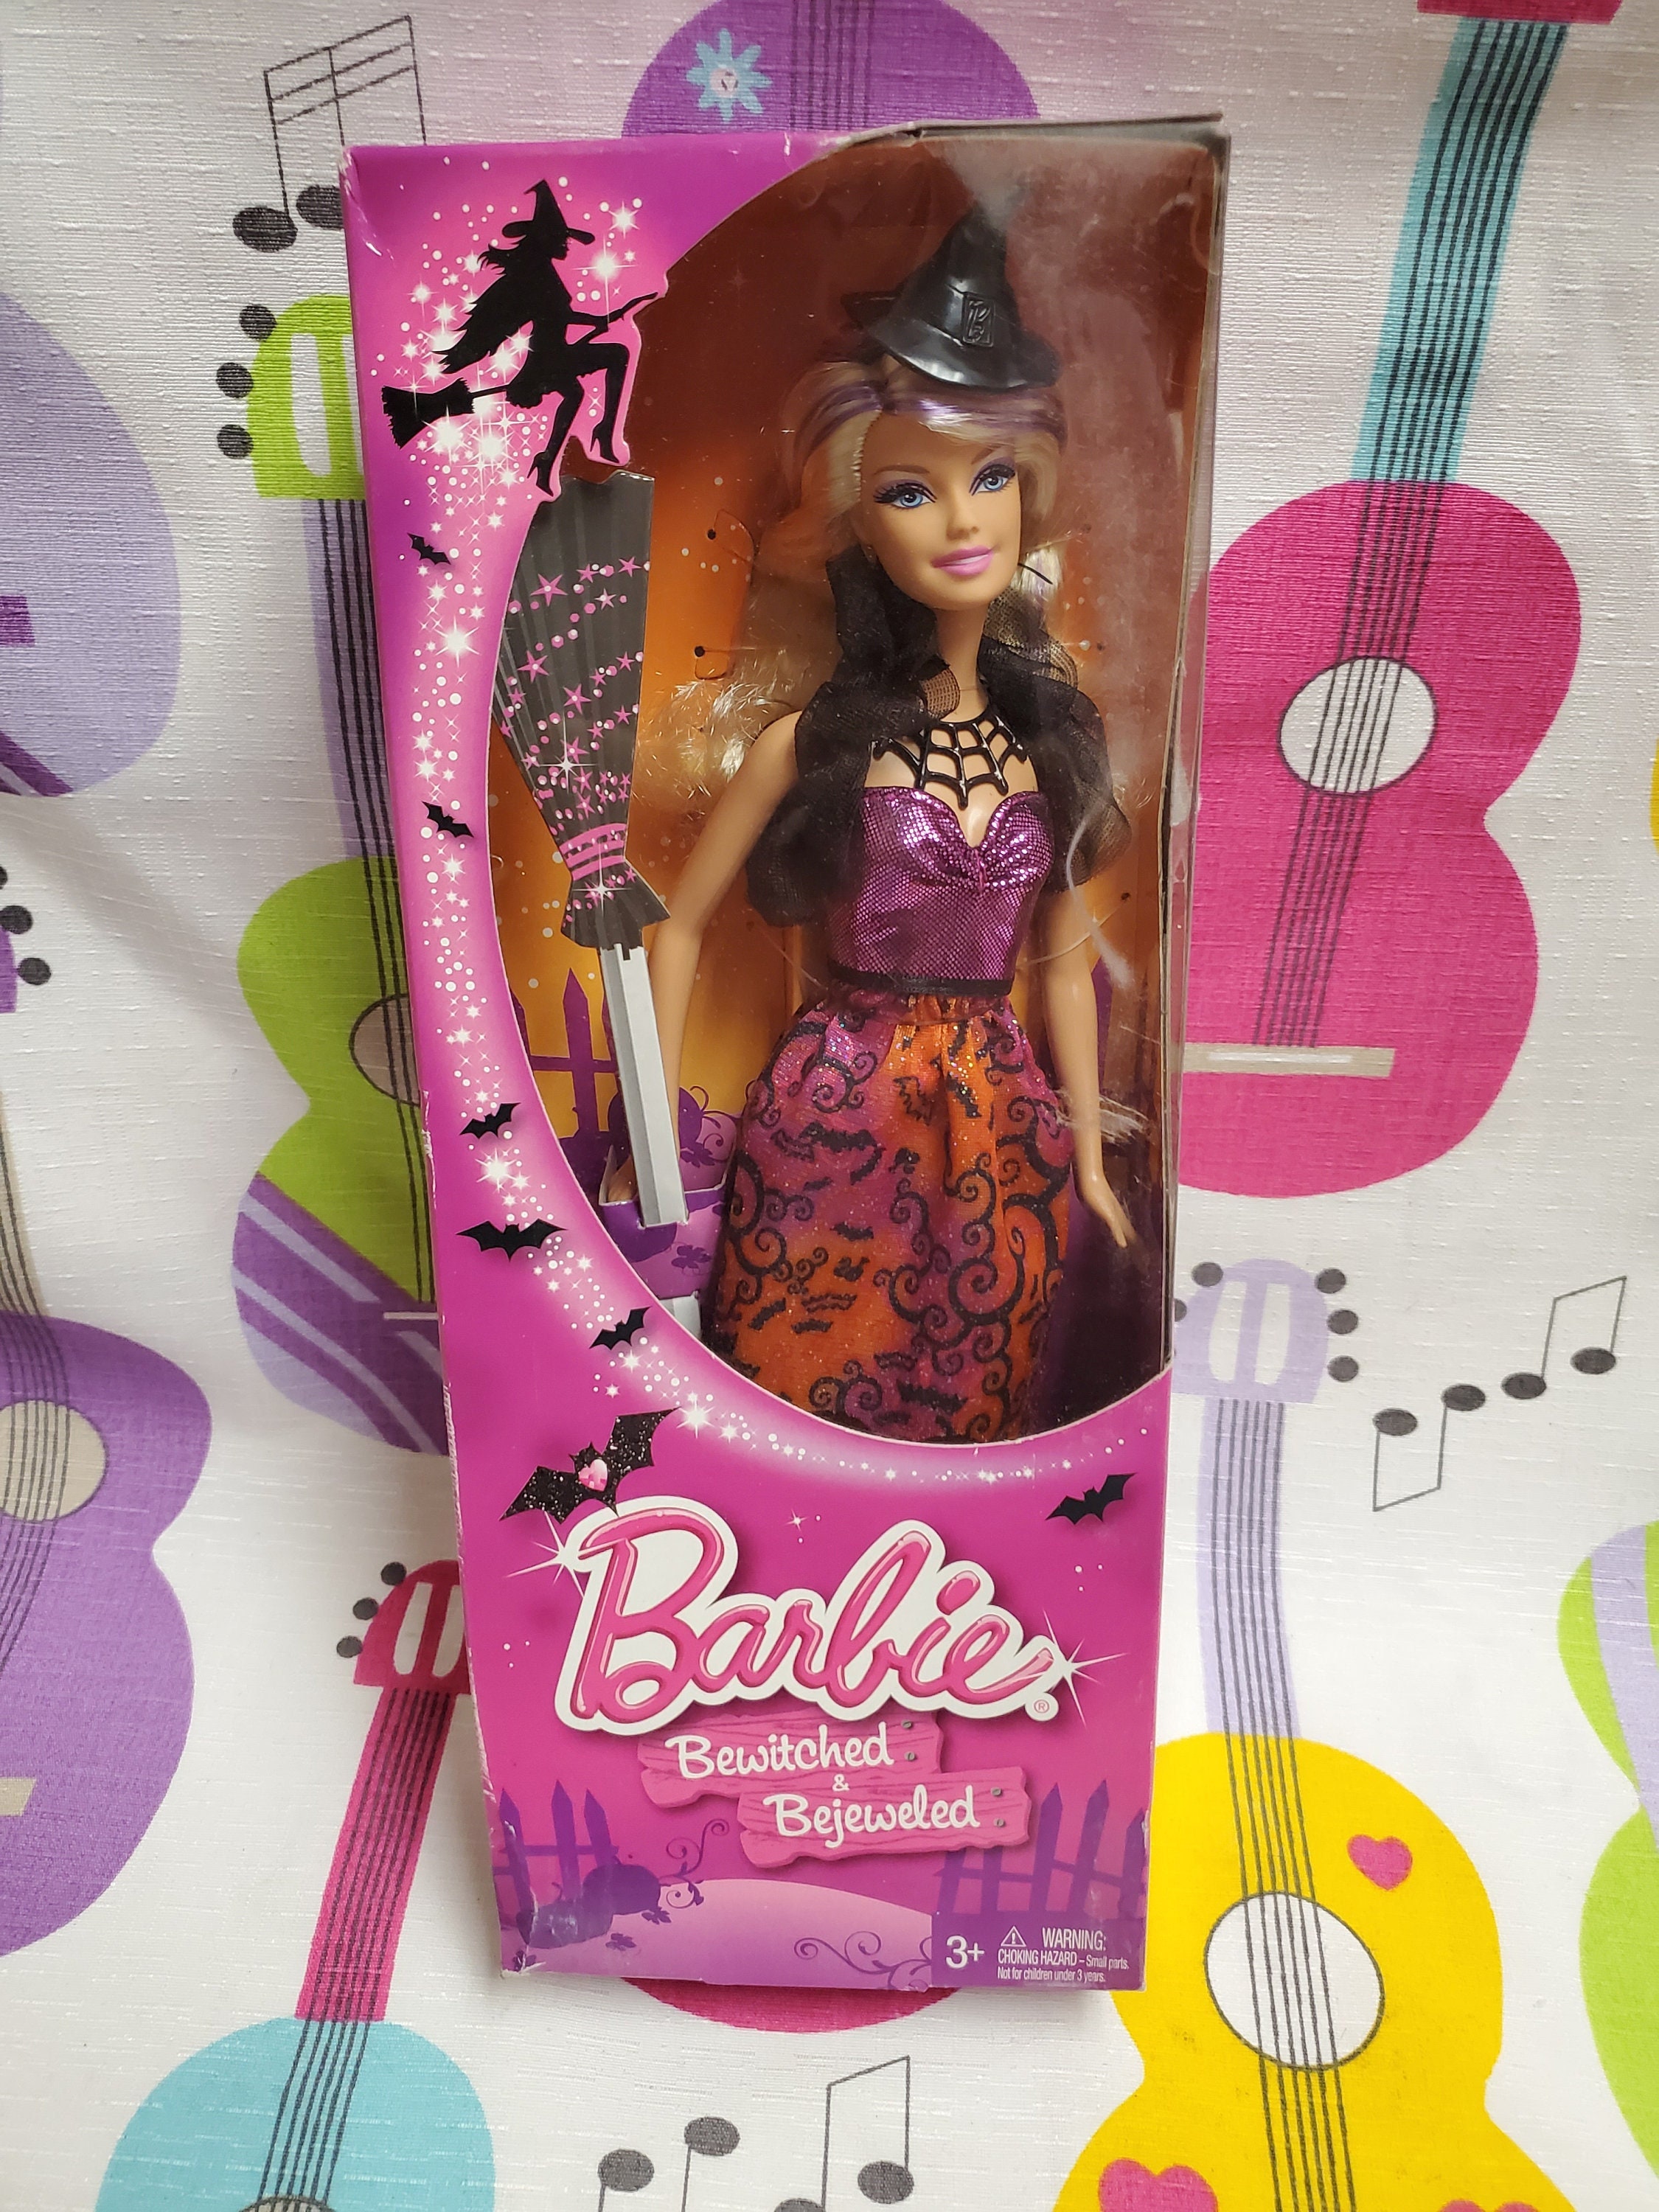 Barbie®
Bewitched
&
Bejeweled
3+
⚠ WARNING:
CHOKING HAZARD – Small parts.
Not for children under 3 years.